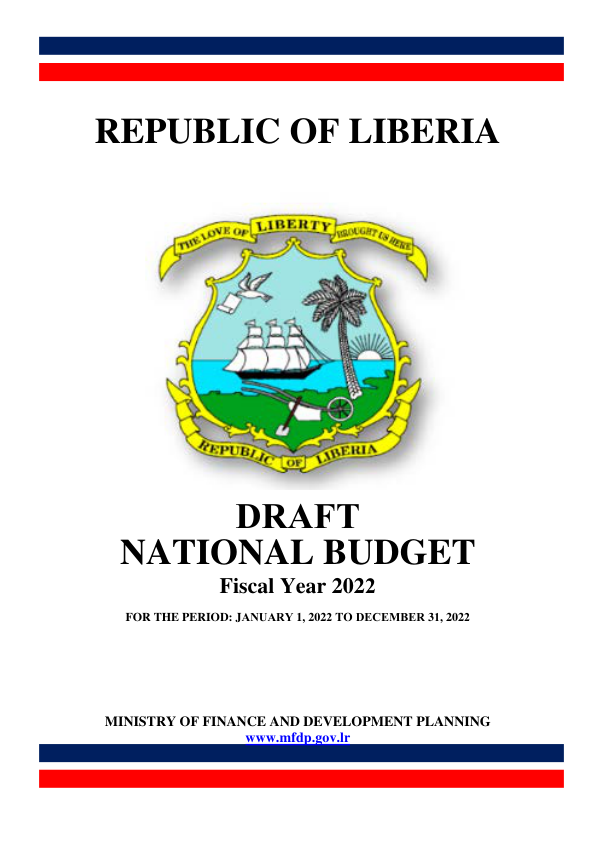 REPUBLIC OF LIBERIA
THE LOVE OF LIBERTY BROUGHT US HERE
REPUBLIC OF LIBERIA
DRAFT
NATIONAL BUDGET
Fiscal Year 2022
FOR THE PERIOD: JANUARY 1, 2022 TO DECEMBER 31, 2022
MINISTRY OF FINANCE AND DEVELOPMENT PLANNING
www.mfdp.gov.lr